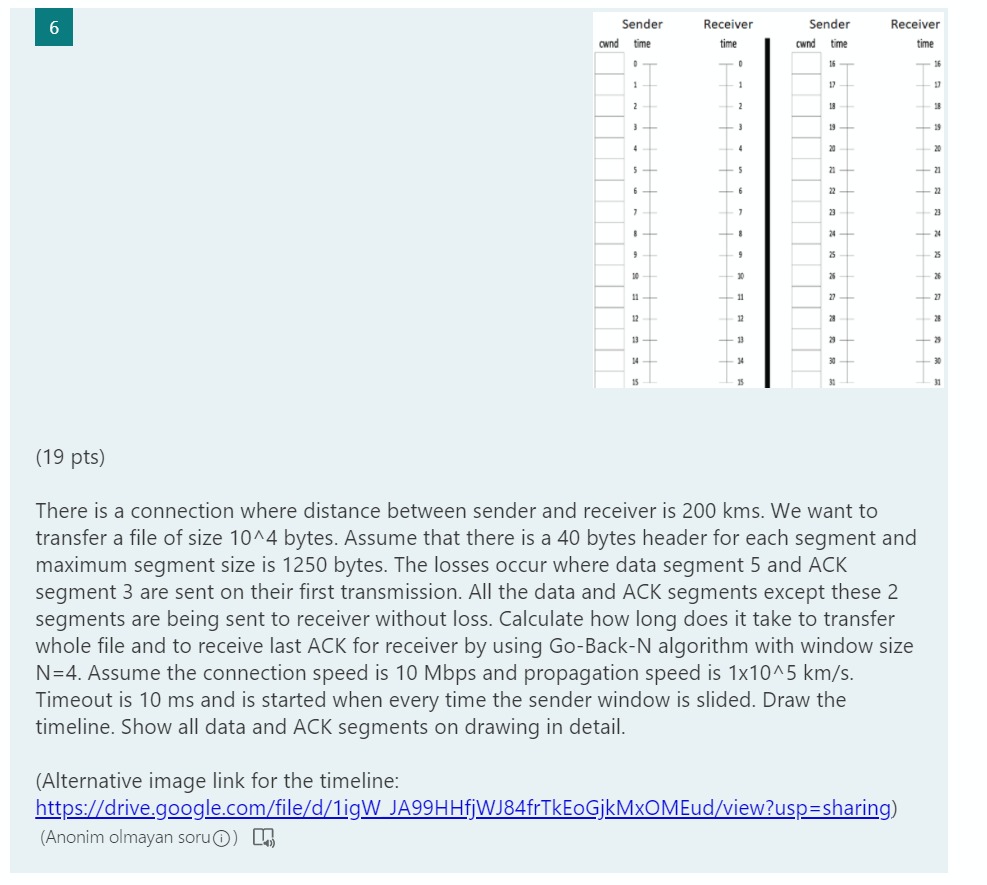 6
Sender Receiver Sender Receiver
cwnd time time cwnd time time
0 0 16 16
1 1 17 17
2 2 18 18
3 3 19 19
4 4 20 20
5 5 21 21
6 6 22 22
7 7 23 23
8 8 24 24
9 9 25 25
10 10 26 26
11 11 27 27
12 12 28 28
13 13 29 29
14 14 30 30
15 15 31 31
(19 pts)
There is a connection where distance between sender and receiver is 200 kms. We want to
transfer a file of size 10^4 bytes. Assume that there is a 40 bytes header for each segment and
maximum segment size is 1250 bytes. The losses occur where data segment 5 and ACK
segment 3 are sent on their first transmission. All the data and ACK segments except these 2
segments are being sent to receiver without loss. Calculate how long does it take to transfer
whole file and to receive last ACK for receiver by using Go-Back-N algorithm with window size
N=4. Assume the connection speed is 10 Mbps and propagation speed is 1x10^5 km/s.
Timeout is 10 ms and is started when every time the sender window is slided. Draw the
timeline. Show all data and ACK segments on drawing in detail.
(Alternative image link for the timeline:
https://drive.google.com/file/d/1igW_JA99HHfjWJ84frTkEoGjkMxOMEud/view?usp=sharing)
(Anonim olmayan soru)